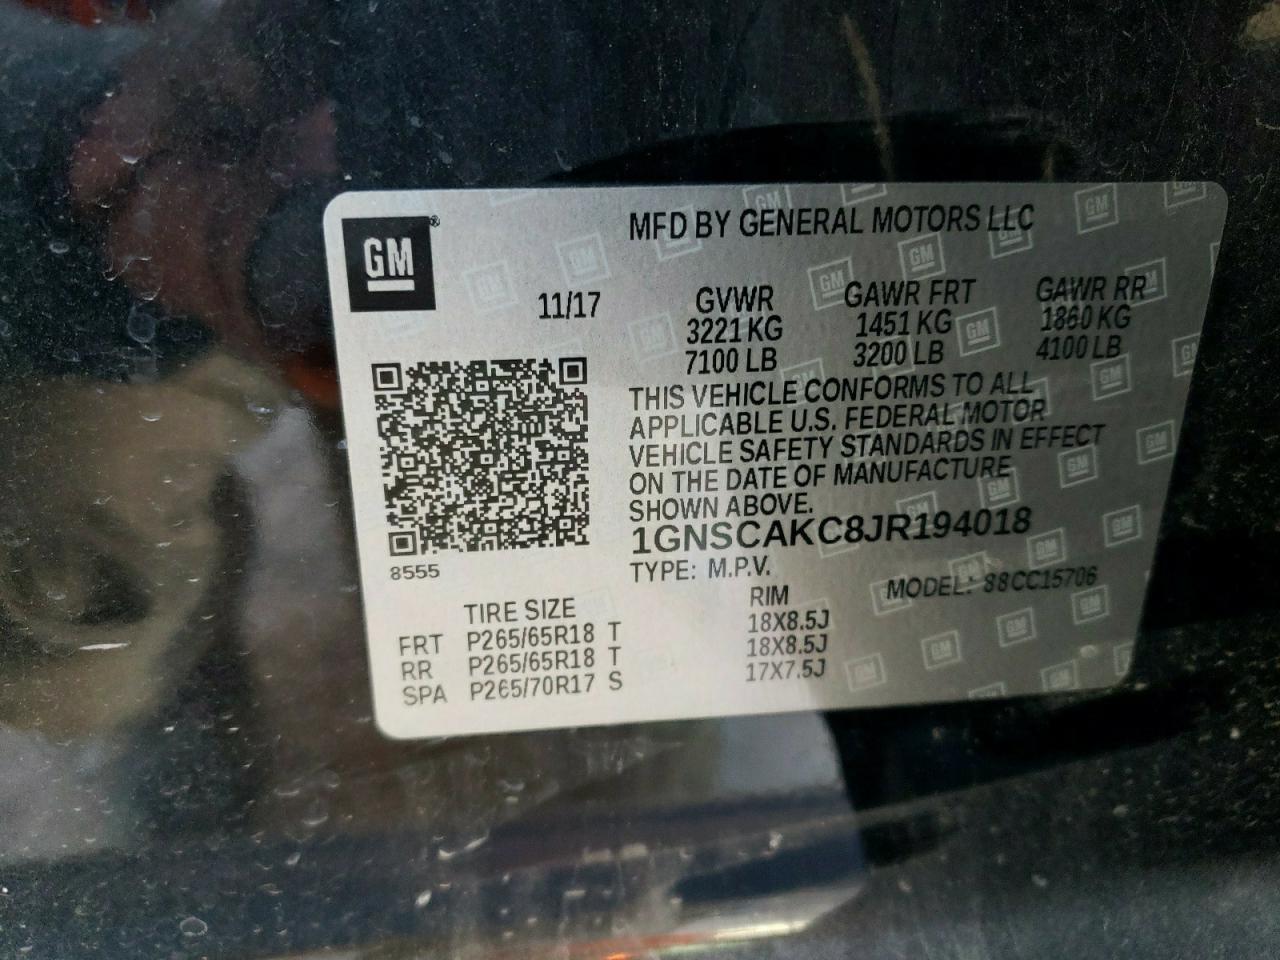 GM
MFD BY GENERAL MOTORS LLC
11/17
GVWR GAWR FRT GAWR RR
3221 KG 1451 KG 1860 KG
7100 LB 3200 LB 4100 LB
THIS VEHICLE CONFORMS TO ALL
APPLICABLE U.S. FEDERAL MOTOR
VEHICLE SAFETY STANDARDS IN EFFECT
ON THE DATE OF MANUFACTURE
SHOWN ABOVE.
1GNSCAKC8JR194018
8555
TYPE: M.P.V. MODEL: 88CC15706
TIRE SIZE RIM
FRT P265/65R18 T 18X8.5J
RR P265/65R18 T 18X8.5J
SPA P265/70R17 S 17X7.5J